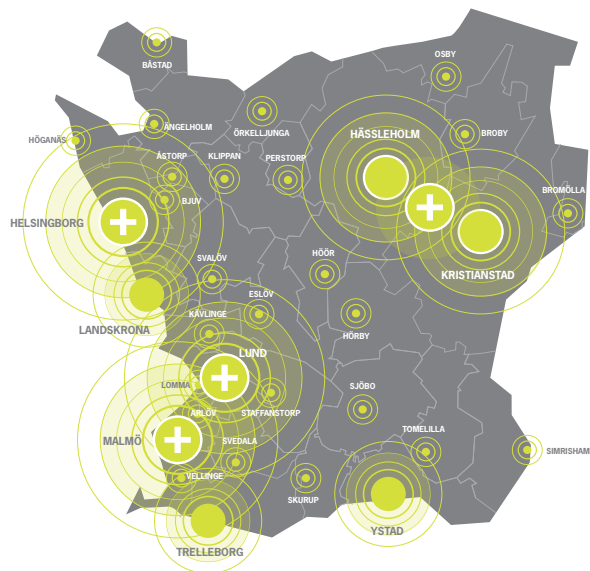 OSBY
BÅSTAD
ÖRKELLJUNGA
ÄNGELHOLM
HÄSSLEHOLM
BROBY
HÖGANÄS
ÅSTORP
KLIPPAN
PERSTORP
BROMÖLLA
BJUV
HELSINGBORG
SVALÖV
HÖÖR
KRISTIANSTAD
ESLÖV
KÄVLINGE
LANDSKRONA
HÖRBY
LUND
LOMMA
SJÖBO
ARLÖV
STAFFANSTORP
TOMELILLA
MALMÖ
SVEDALA
SIMRISHAM
VELLINGE
SKURUP
YSTAD
TRELLEBORG